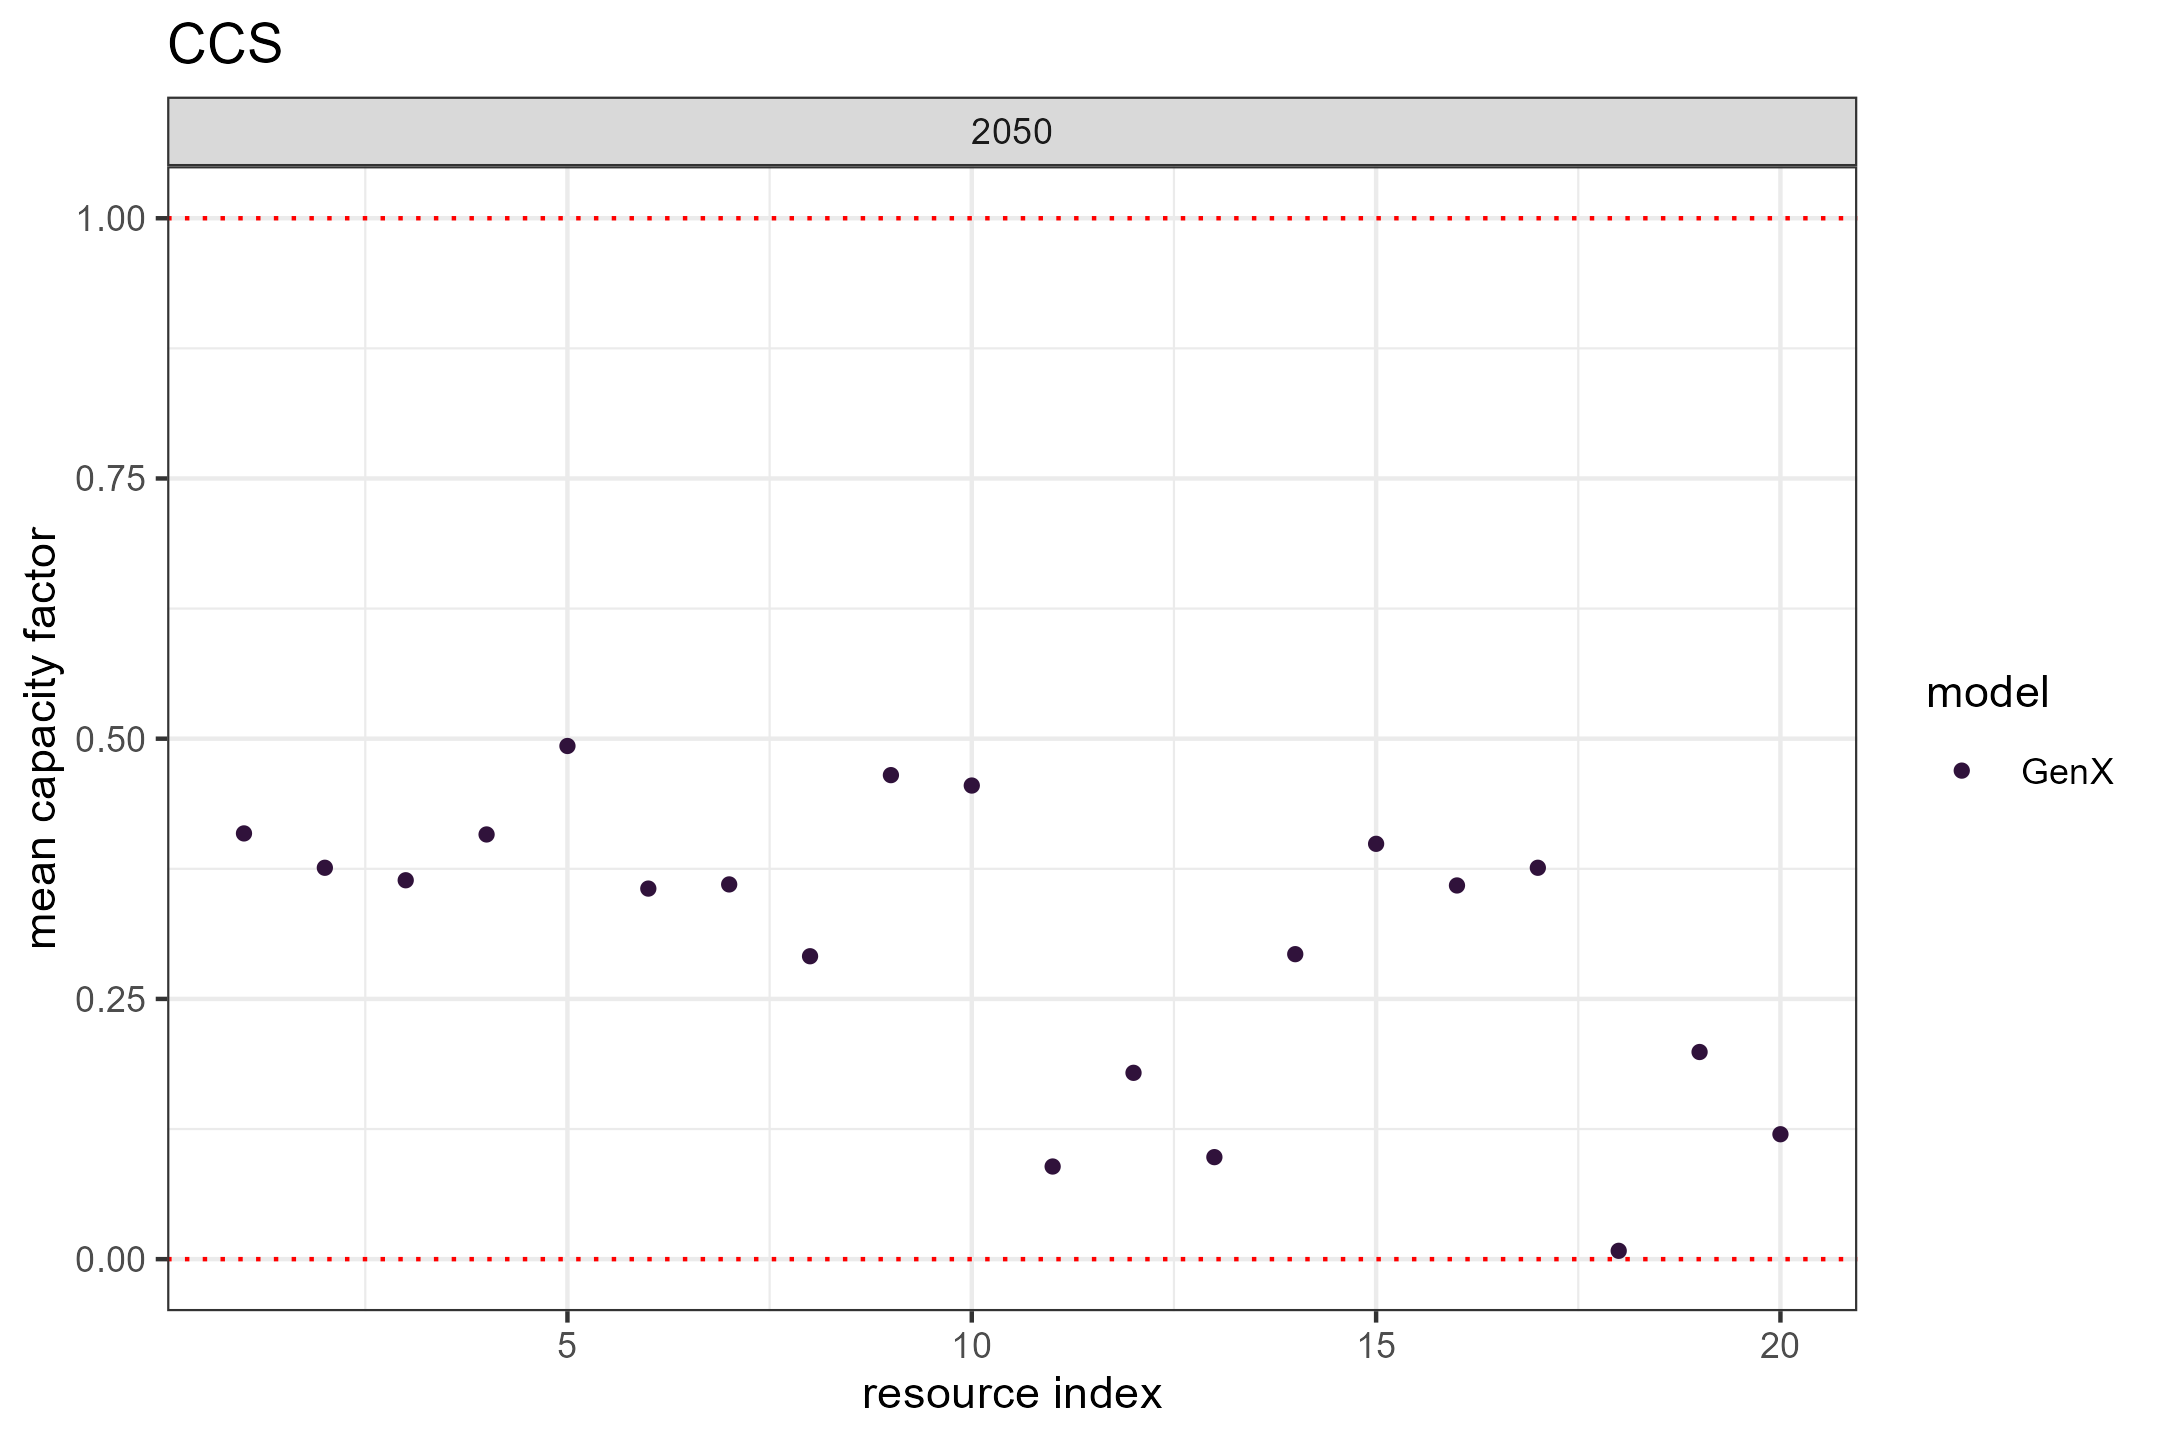 CCS
2050
1.00
0.75
0.50
0.25
0.00
mean capacity factor
5 10 15 20
resource index
model
GenX